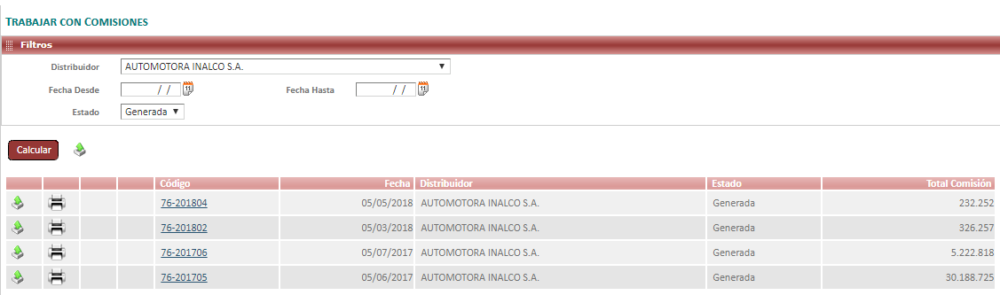 TRABAJAR CON COMISIONES
Filtros
Distribuidor AUTOMOTORA INALCO S.A.
Fecha Desde / / Fecha Hasta / /
Estado Generada
Calcular
Código Fecha Distribuidor Estado Total Comisión
76-201804 05/05/2018 AUTOMOTORA INALCO S.A. Generada 232.252
76-201802 05/03/2018 AUTOMOTORA INALCO S.A. Generada 326.257
76-201706 05/07/2017 AUTOMOTORA INALCO S.A. Generada 5.222.818
76-201705 05/06/2017 AUTOMOTORA INALCO S.A. Generada 30.188.725